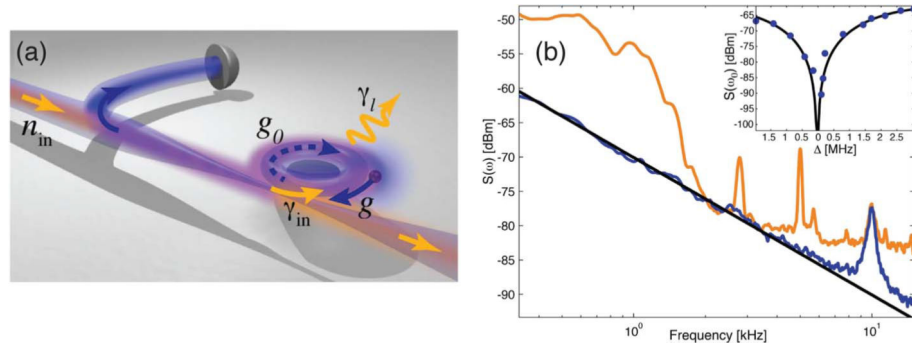 (a)
n_in
g_0
γ_l
γ_in
g
(b)
S(ω) [dBm]
-50
-55
-60
-65
-70
-75
-80
-85
-90
10^0
10^1
Frequency [kHz]
S(ω_0) [dBm]
-65
-70
-75
-80
-85
-90
-95
-100
1.5 1 0.5 0 0.5 1 1.5 2 2.5
Δ [MHz]